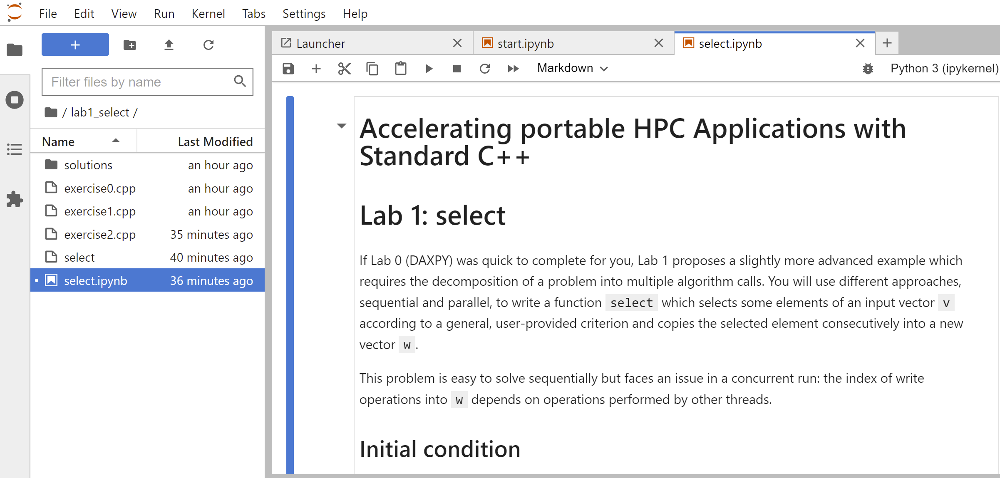 File Edit View Run Kernel Tabs Settings Help
Launcher
start.ipynb
select.ipynb
Filter files by name
/ lab1_select /
Name Last Modified
solutions an hour ago
exercise0.cpp an hour ago
exercise1.cpp an hour ago
exercise2.cpp 35 minutes ago
select 40 minutes ago
select.ipynb 36 minutes ago
Markdown
Python 3 (ipykernel)
Accelerating portable HPC Applications with
Standard C++
Lab 1: select
If Lab 0 (DAXPY) was quick to complete for you, Lab 1 proposes a slightly more advanced example which
requires the decomposition of a problem into multiple algorithm calls. You will use different approaches,
sequential and parallel, to write a function select which selects some elements of an input vector v
according to a general, user-provided criterion and copies the selected element consecutively into a new
vector w.
This problem is easy to solve sequentially but faces an issue in a concurrent run: the index of write
operations into w depends on operations performed by other threads.
Initial condition